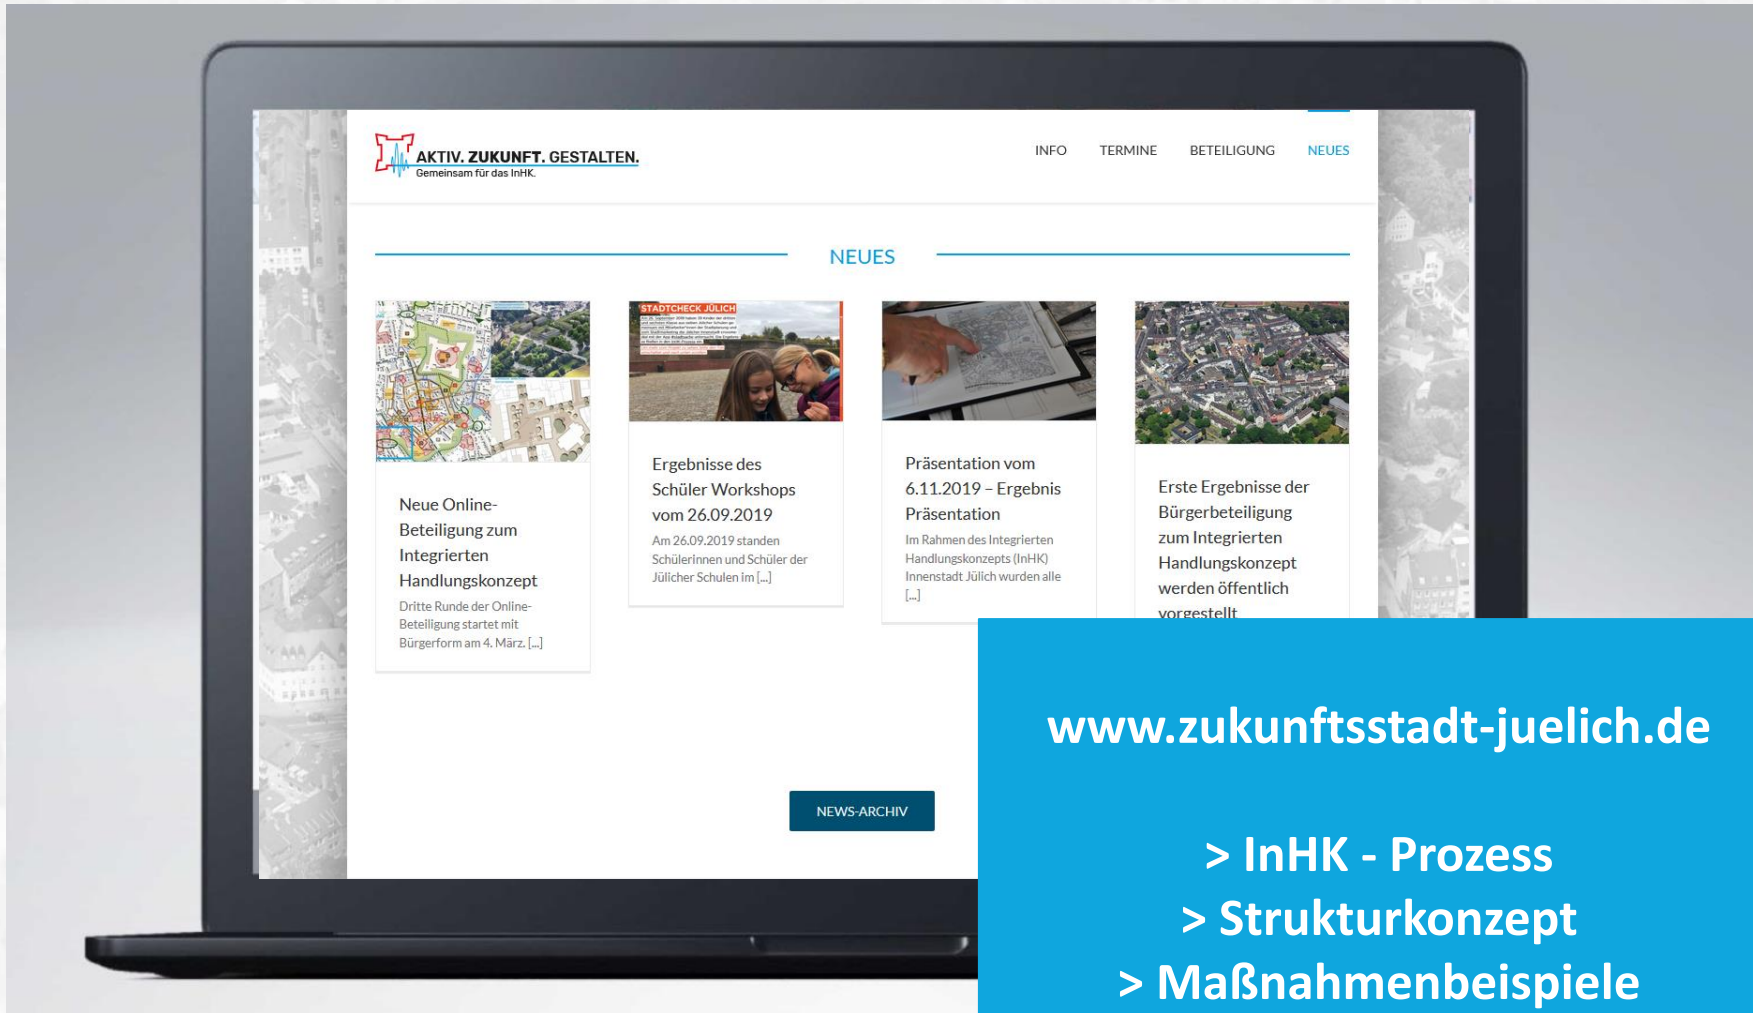 AKTIV. ZUKUNFT. GESTALTEN.
Gemeinsam für das InHK.
INFO TERMINE BETEILIGUNG NEUES
NEUES
Neue Online-
Beteiligung zum
Integrierten
Handlungskonzept
Dritte Runde der Online-
Beteiligung startet mit
Bürgerform am 4. März. [...]
STADTCHECK JÜLICH
Ergebnisse des
Schüler Workshops
vom 26.09.2019
Am 26.09.2019 standen
Schülerinnen und Schüler der
Jülicher Schulen im [...]
Präsentation vom
6.11.2019 – Ergebnis
Präsentation
Im Rahmen des Integrierten
Handlungskonzepts (InHK)
Innenstadt Jülich wurden alle
[...]
Erste Ergebnisse der
Bürgerbeteiligung
zum Integrierten
Handlungskonzept
werden öffentlich
vorgestellt
NEWS-ARCHIV
www.zukunftsstadt-juelich.de
> InHK - Prozess
> Strukturkonzept
> Maßnahmenbeispiele